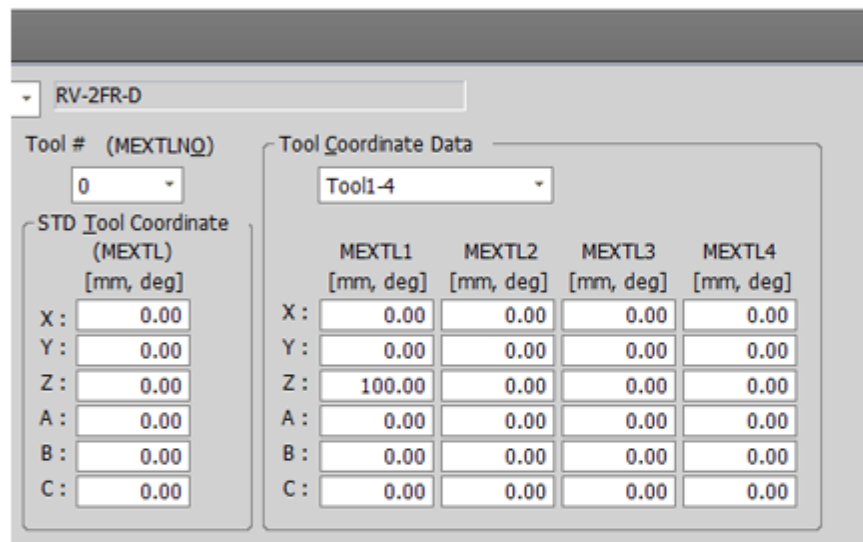 RV-2FR-D
Tool # (MEXTLNO)
0
STD Tool Coordinate
(MEXTL)
[mm, deg]
X : 0.00
Y : 0.00
Z : 0.00
A : 0.00
B : 0.00
C : 0.00
Tool Coordinate Data
Tool1-4
MEXTL1 MEXTL2 MEXTL3 MEXTL4
[mm, deg] [mm, deg] [mm, deg] [mm, deg]
X : 0.00 0.00 0.00 0.00
Y : 0.00 0.00 0.00 0.00
Z : 100.00 0.00 0.00 0.00
A : 0.00 0.00 0.00 0.00
B : 0.00 0.00 0.00 0.00
C : 0.00 0.00 0.00 0.00